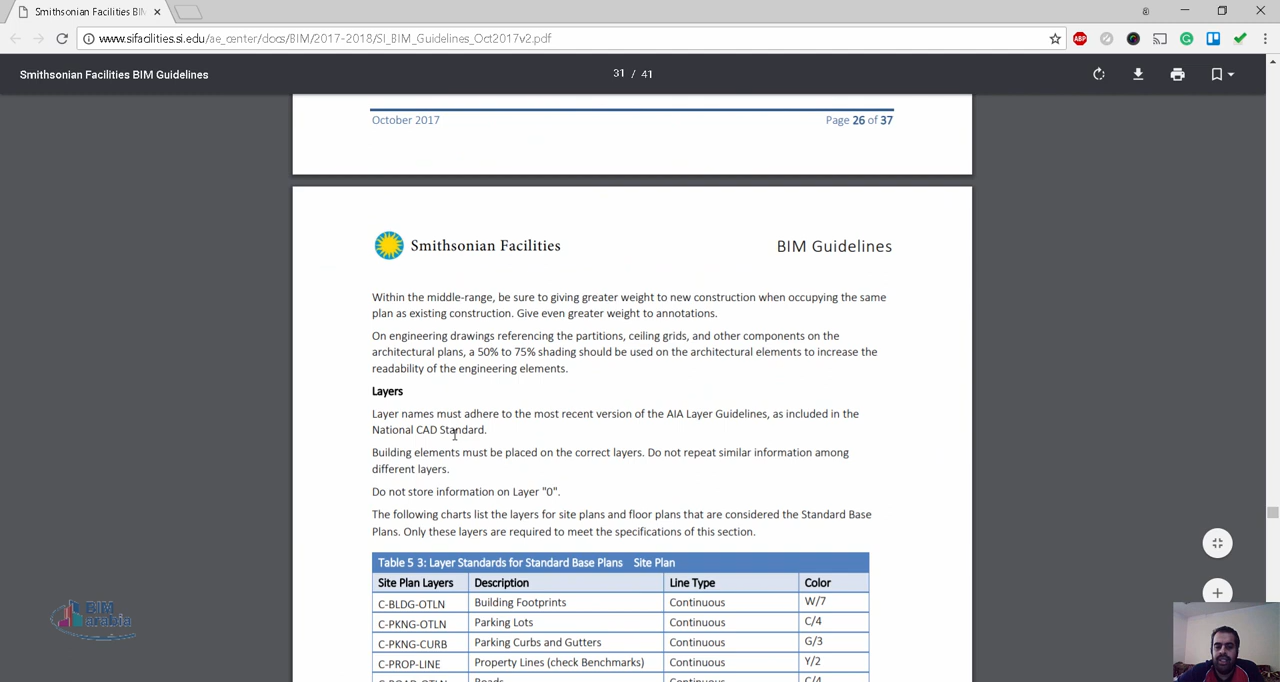 Smithsonian Facilities BIM
www.sifacilities.si.edu/ae_center/docs/BIM/2017-2018/SI_BIM_Guidelines_Oct2017v2.pdf
ABP
Smithsonian Facilities BIM Guidelines
31 / 41
October 2017
Page 26 of 37
Smithsonian Facilities
BIM Guidelines
Within the middle-range, be sure to giving greater weight to new construction when occupying the same
plan as existing construction. Give even greater weight to annotations.
On engineering drawings referencing the partitions, ceiling grids, and other components on the
architectural plans, a 50% to 75% shading should be used on the architectural elements to increase the
readability of the engineering elements.
Layers
Layer names must adhere to the most recent version of the AIA Layer Guidelines, as included in the
National CAD Standard.
Building elements must be placed on the correct layers. Do not repeat similar information among
different layers.
Do not store information on Layer "0".
The following charts list the layers for site plans and floor plans that are considered the Standard Base
Plans. Only these layers are required to meet the specifications of this section.
Table 5 3: Layer Standards for Standard Base Plans Site Plan
Site Plan Layers Description Line Type Color
C-BLDG-OTLN Building Footprints Continuous W/7
C-PKNG-OTLN Parking Lots Continuous C/4
C-PKNG-CURB Parking Curbs and Gutters Continuous G/3
C-PROP-LINE Property Lines (check Benchmarks) Continuous Y/2
C-ROAD-OTLN Roads Continuous C/4
BIM
arabia